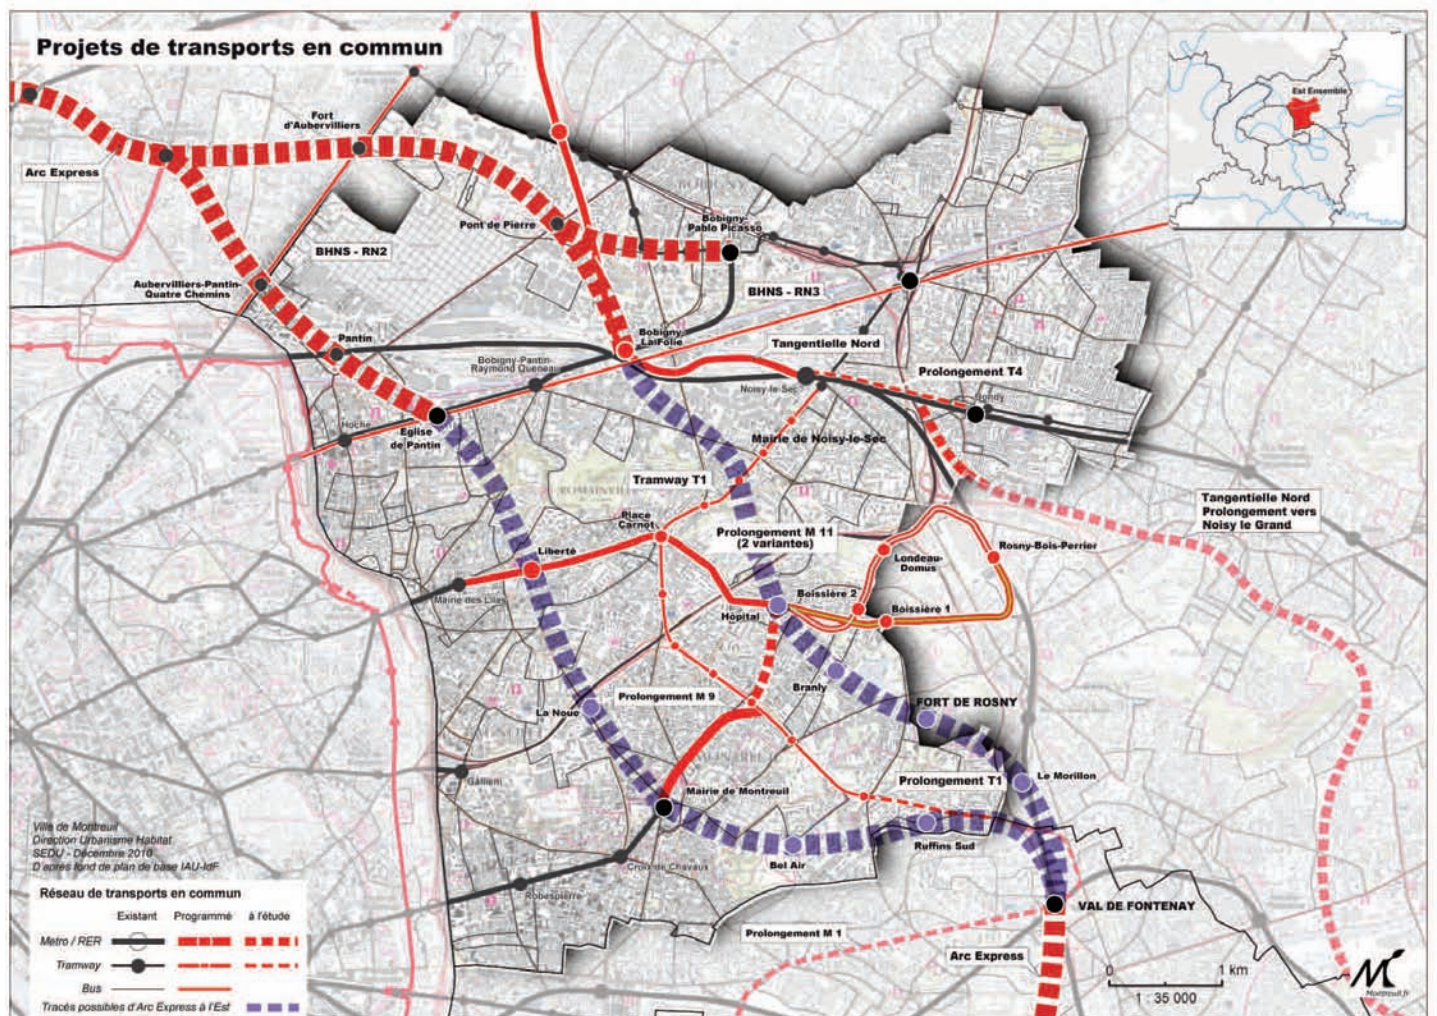 Projets de transports en commun
Est Ensemble
Fort
d'Aubervilliers
Arc Express
Pont de Pierre
Bobigny-
Pablo Picasso
BHNS - RN2
Aubervilliers-Pantin-
Quatre Chemins
BHNS - RN3
Pantin
Bobigny-
La Folie
Tangentielle Nord
Bobigny-Pantin-
Raymond Queneau
Noisy-le-Sec
Prolongement T4
Bondy
Hoche
Eglise
de Pantin
Mairie de Noisy-le-Sec
ROMAINVILLE
Tramway T1
Tangentielle Nord
Prolongement vers
Noisy le Grand
Place
Carnot
Prolongement M 11
(2 variantes)
Liberté
Londeau-
Domus
Rosny-Bois-Perrier
Mairie des Lilas
Boissière 2
Boissière 1
Hôpital
Prolongement M 9
Branly
La Noue
FORT DE ROSNY
MONTREUIL
Gallieni
Mairie de Montreuil
Prolongement T1
Le Morillon
Ville de Montreuil
Direction Urbanisme Habitat
SEDU - Décembre 2010
D'après fond de plan de base IAU-IdF
Croix de Chavaux
Bel Air
Ruffins Sud
Robespierre
VAL DE FONTENAY
Prolongement M 1
Arc Express
Réseau de transports en commun
Existant Programmé à l'étude
Metro / RER
Tramway
Bus
Tracés possibles d'Arc Express à l'Est
0 1 km
1 : 35 000
M
Montreuil.fr